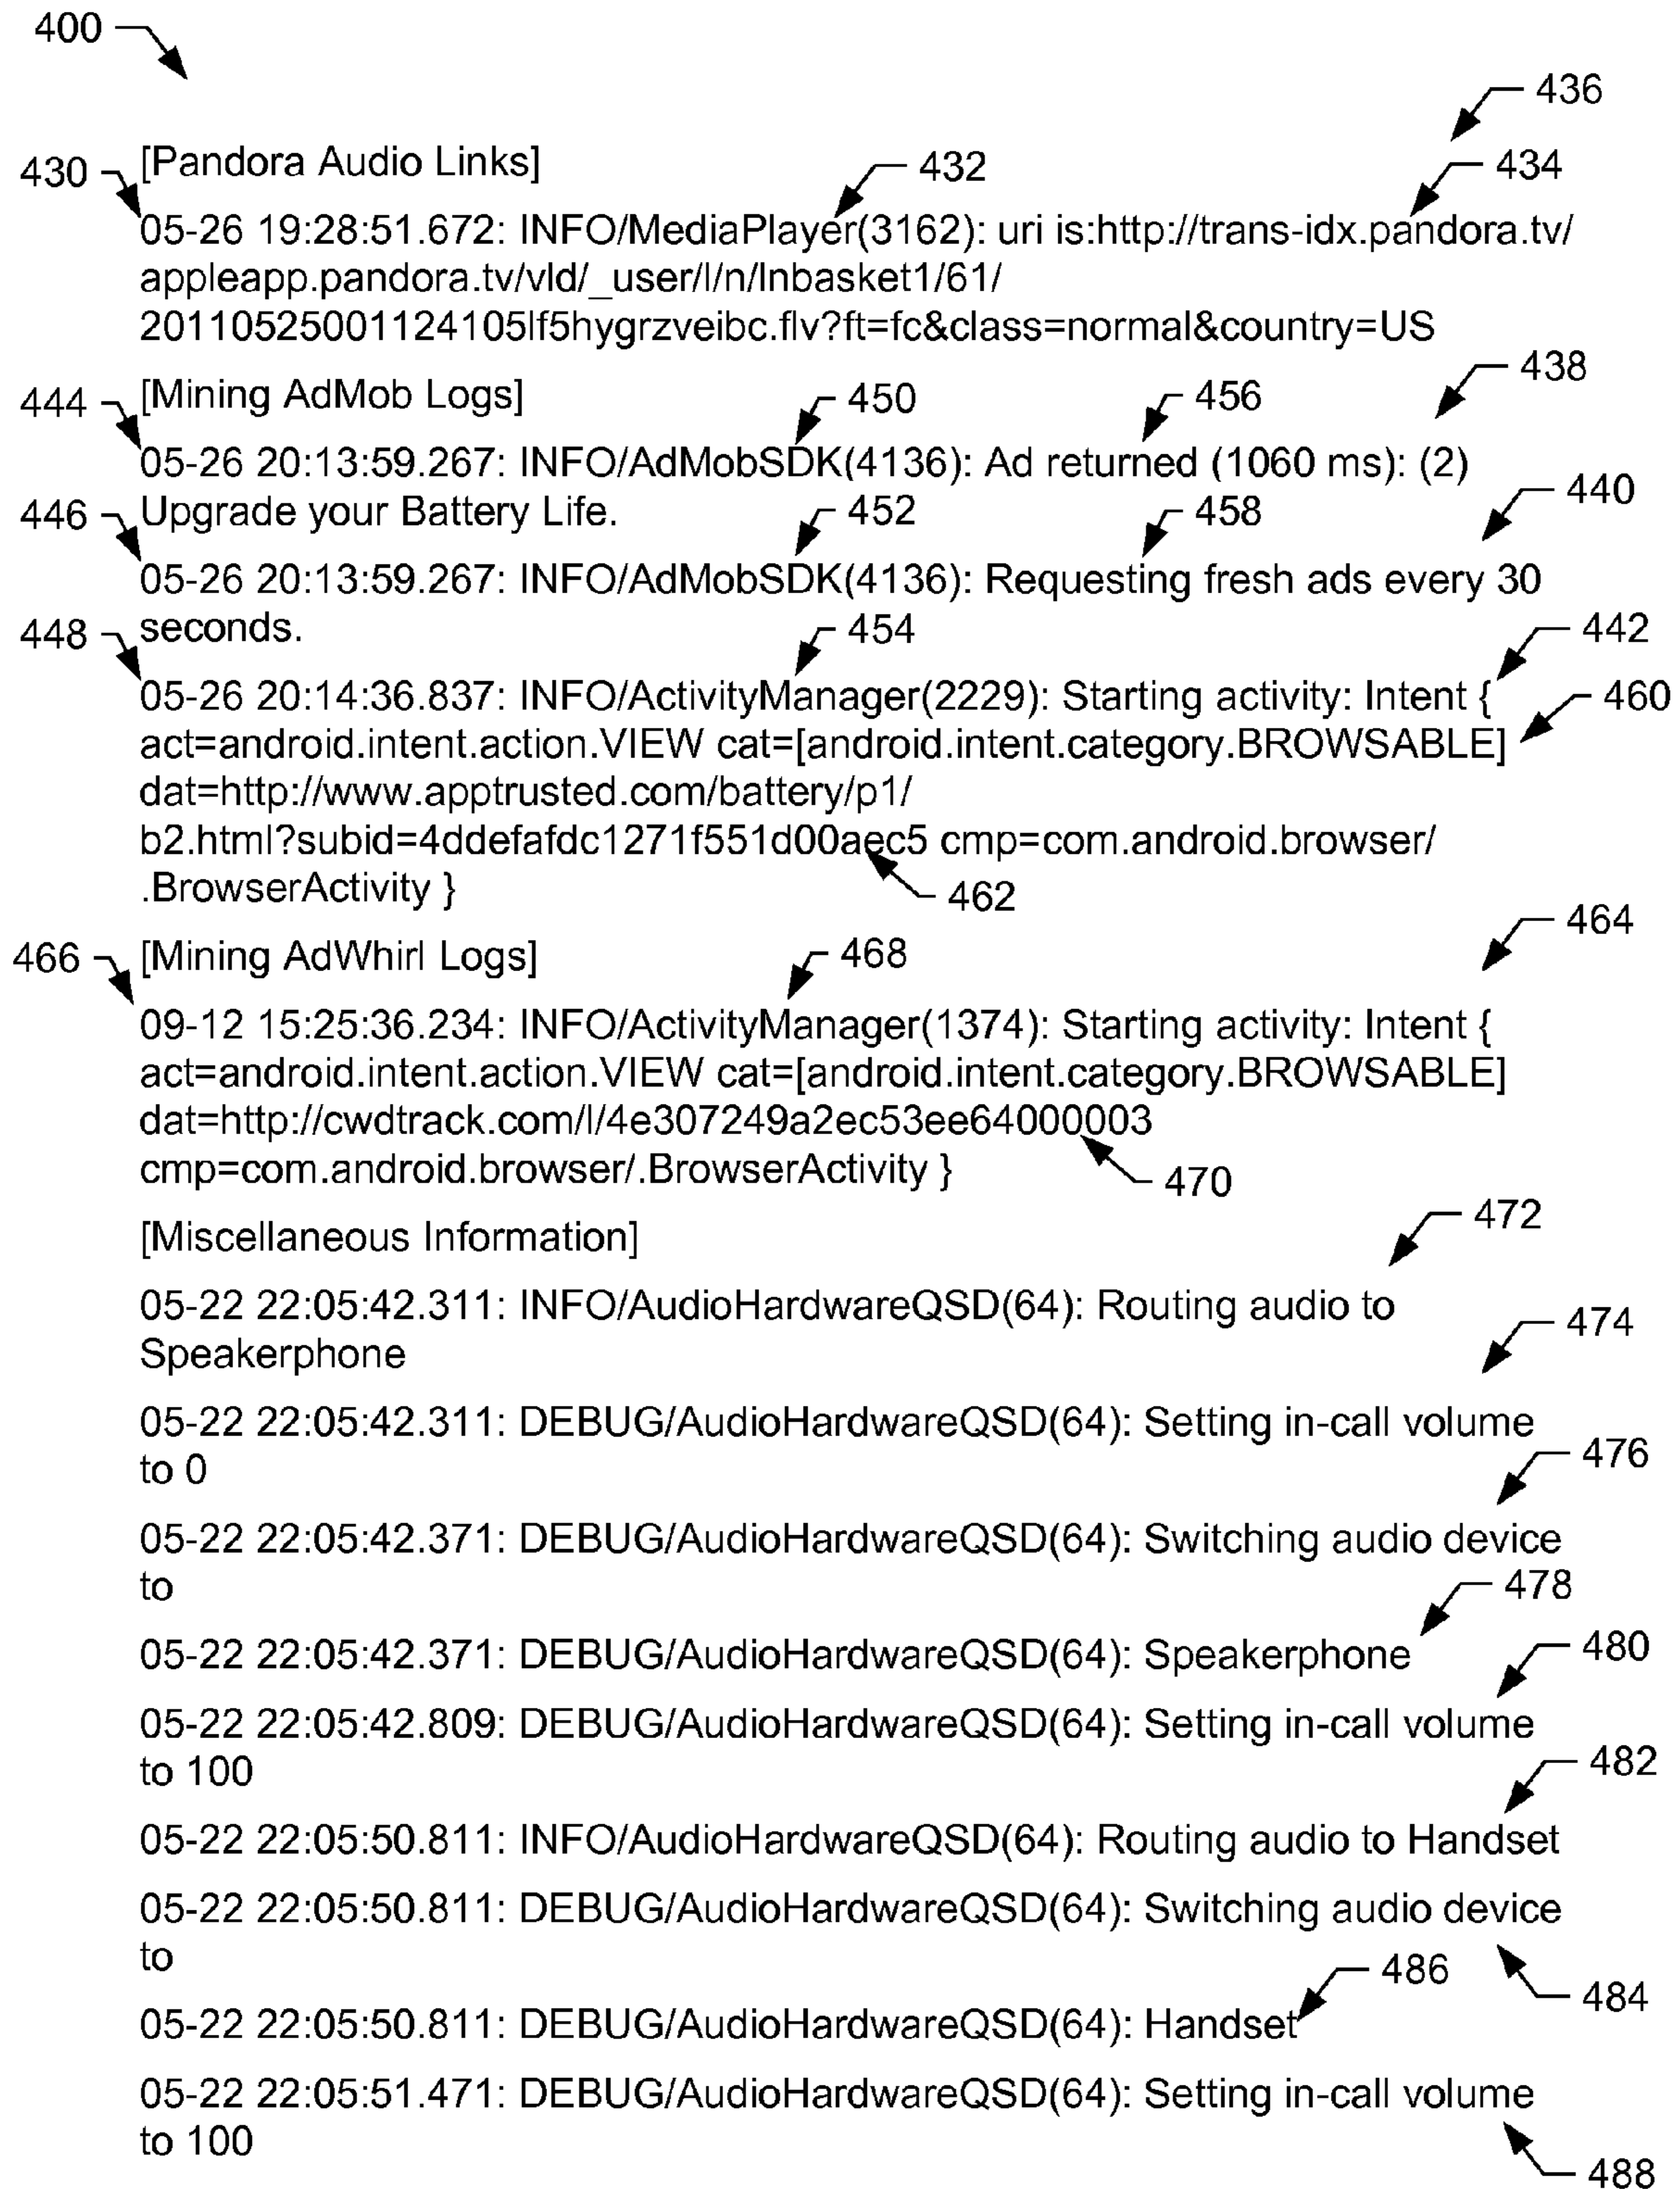 400
436
[Pandora Audio Links]
430
432
434
05-26 19:28:51.672: INFO/MediaPlayer(3162): uri is:http://trans-idx.pandora.tv/
appleapp.pandora.tv/vld/_user/l/n/lnbasket1/61/
20110525001124105lf5hygrzveibc.flv?ft=fc&class=normal&country=US
438
444
[Mining AdMob Logs]
450
456
05-26 20:13:59.267: INFO/AdMobSDK(4136): Ad returned (1060 ms): (2)
440
446
Upgrade your Battery Life.
452
458
05-26 20:13:59.267: INFO/AdMobSDK(4136): Requesting fresh ads every 30
448
seconds.
454
442
05-26 20:14:36.837: INFO/ActivityManager(2229): Starting activity: Intent {
460
act=android.intent.action.VIEW cat=[android.intent.category.BROWSABLE]
dat=http://www.apptrusted.com/battery/p1/
b2.html?subid=4ddefafdc1271f551d00aec5 cmp=com.android.browser/
.BrowserActivity }
462
464
466
[Mining AdWhirl Logs]
468
09-12 15:25:36.234: INFO/ActivityManager(1374): Starting activity: Intent {
act=android.intent.action.VIEW cat=[android.intent.category.BROWSABLE]
dat=http://cwdtrack.com/l/4e307249a2ec53ee64000003
cmp=com.android.browser/.BrowserActivity }
470
472
[Miscellaneous Information]
05-22 22:05:42.311: INFO/AudioHardwareQSD(64): Routing audio to
474
Speakerphone
05-22 22:05:42.311: DEBUG/AudioHardwareQSD(64): Setting in-call volume
476
to 0
05-22 22:05:42.371: DEBUG/AudioHardwareQSD(64): Switching audio device
to
478
05-22 22:05:42.371: DEBUG/AudioHardwareQSD(64): Speakerphone
480
05-22 22:05:42.809: DEBUG/AudioHardwareQSD(64): Setting in-call volume
to 100
482
05-22 22:05:50.811: INFO/AudioHardwareQSD(64): Routing audio to Handset
05-22 22:05:50.811: DEBUG/AudioHardwareQSD(64): Switching audio device
to
486
484
05-22 22:05:50.811: DEBUG/AudioHardwareQSD(64): Handset
05-22 22:05:51.471: DEBUG/AudioHardwareQSD(64): Setting in-call volume
to 100
488